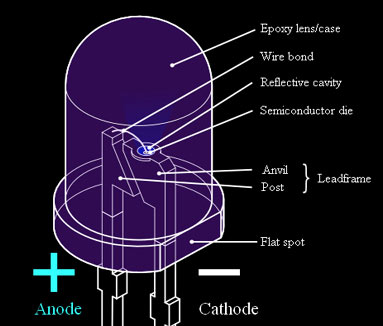 Epoxy lens/case
Wire bond
Reflective cavity
Semiconductor die
Anvil
Post
Leadframe
Flat spot
+
Anode
−
Cathode